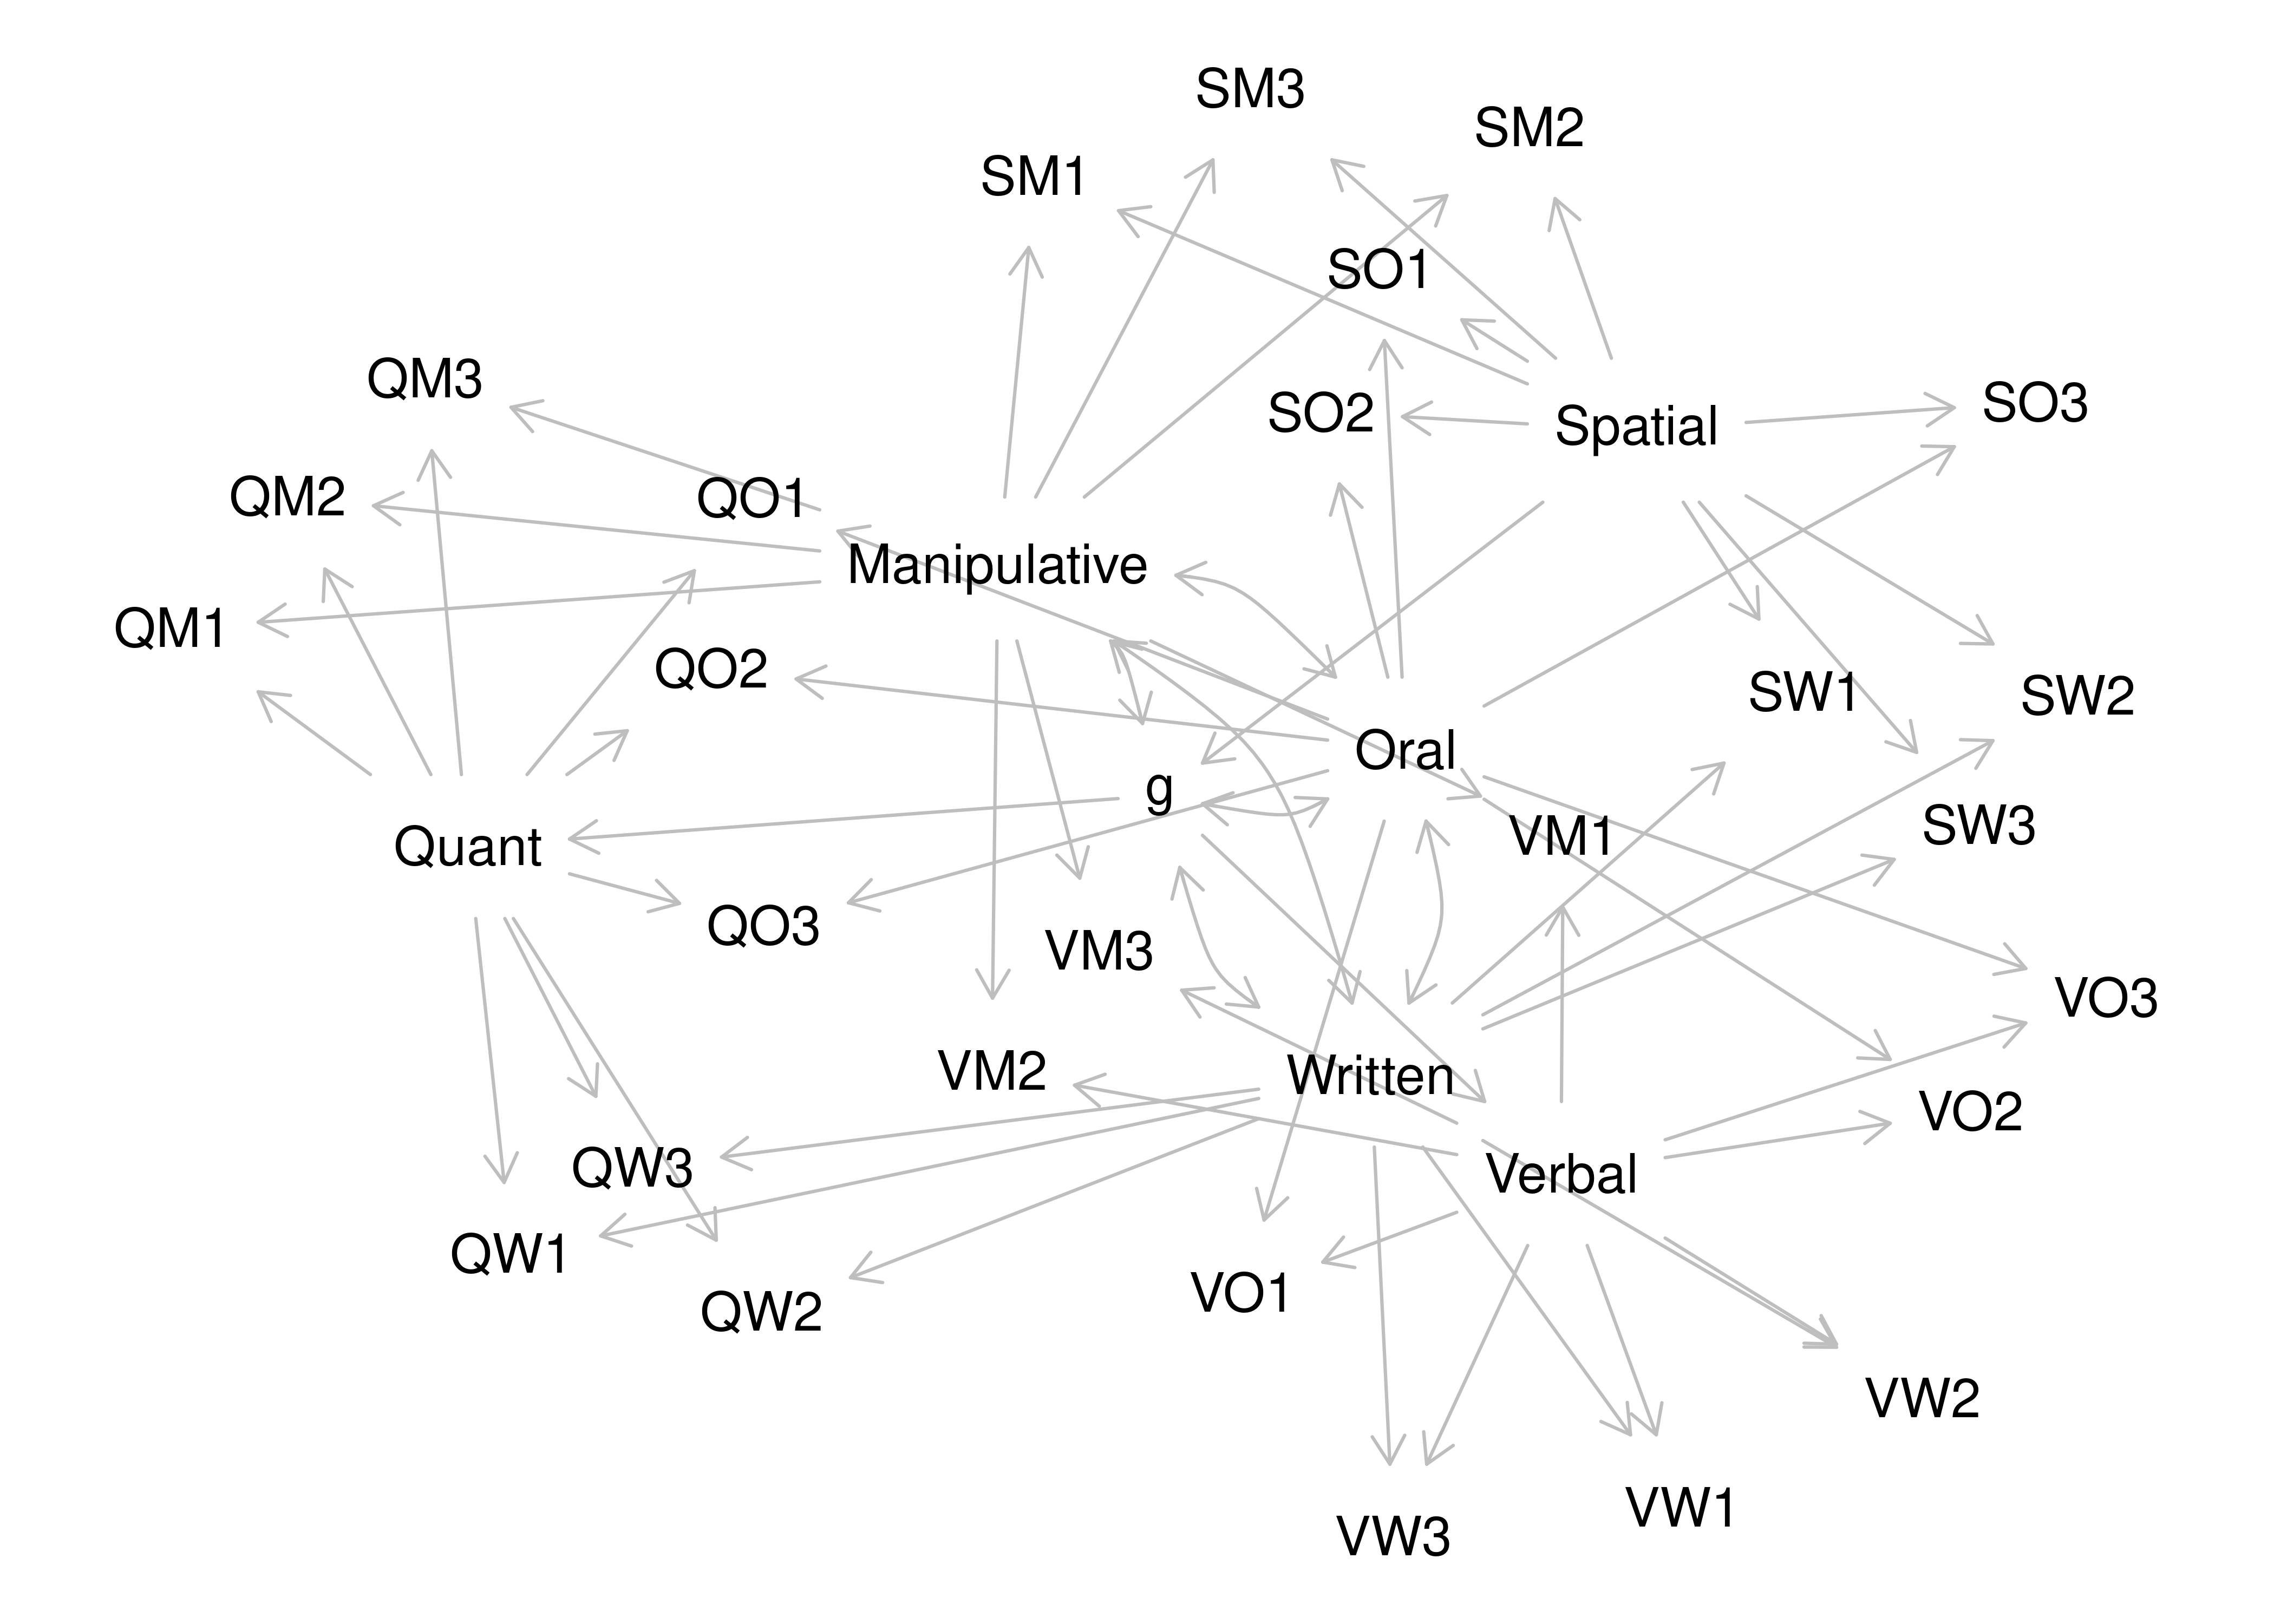 SM3
SM2
SM1
SO1
QM3
SO2
Spatial
SO3
QM2
QO1
Manipulative
QM1
QO2
SW1
SW2
Oral
g
Quant
VM1
SW3
QO3
VM3
VO3
VM2
Written
VO2
QW3
Verbal
QW1
VO1
QW2
VW2
VW1
VW3